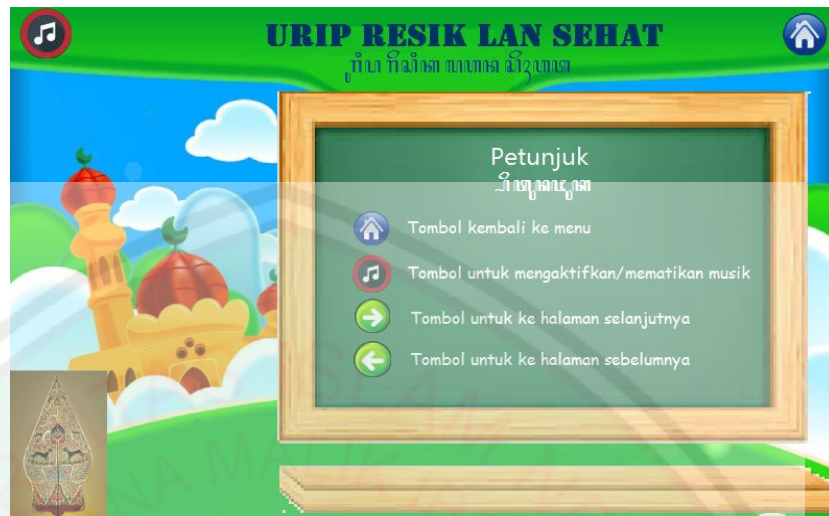 URIP RESIK LAN SEHAT
Petunjuk
Tombol kembali ke menu
Tombol untuk mengaktifkan/mematikan musik
Tombol untuk ke halaman selanjutnya
Tombol untuk ke halaman sebelumnya